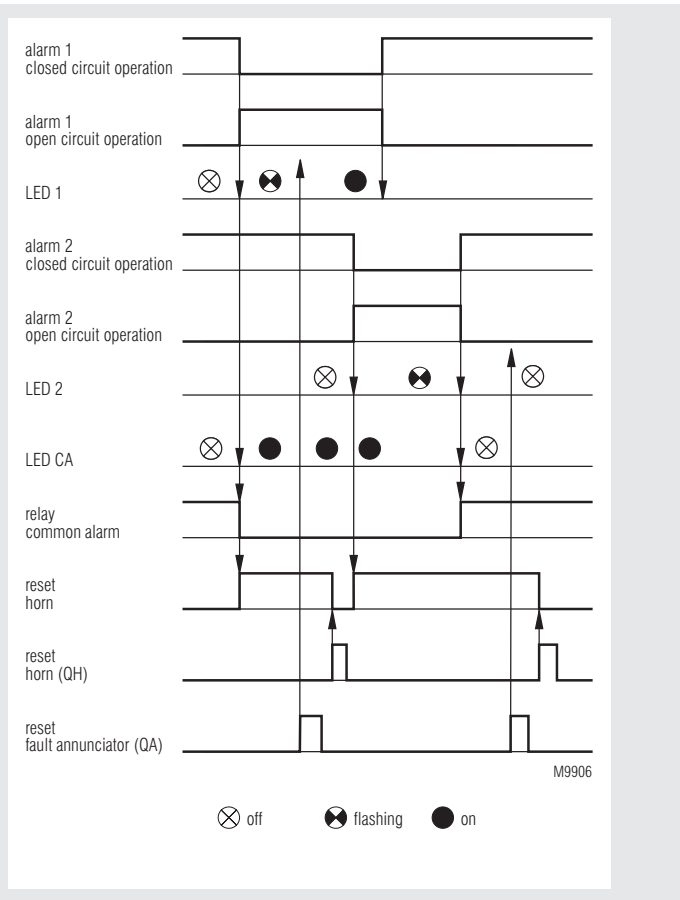 alarm 1
closed circuit operation
alarm 1
open circuit operation
LED 1
alarm 2
closed circuit operation
alarm 2
open circuit operation
LED 2
LED CA
relay
common alarm
reset
horn
reset
horn (QH)
reset
fault annunciator (QA)
M9906
off
flashing
on